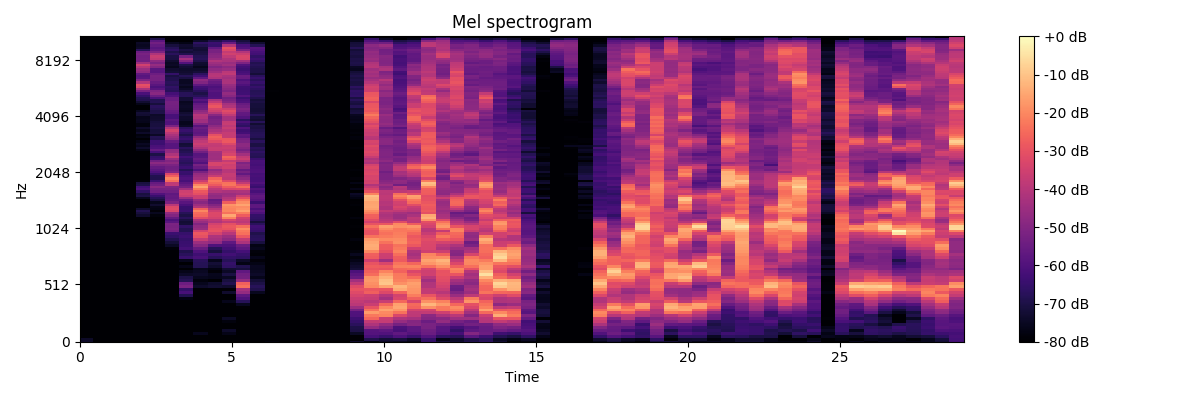 Mel spectrogram
+0 dB
8192
-10 dB
4096
-20 dB
-30 dB
2048
Hz
-40 dB
1024
-50 dB
-60 dB
512
-70 dB
0
-80 dB
0 5 10 15 20 25
Time